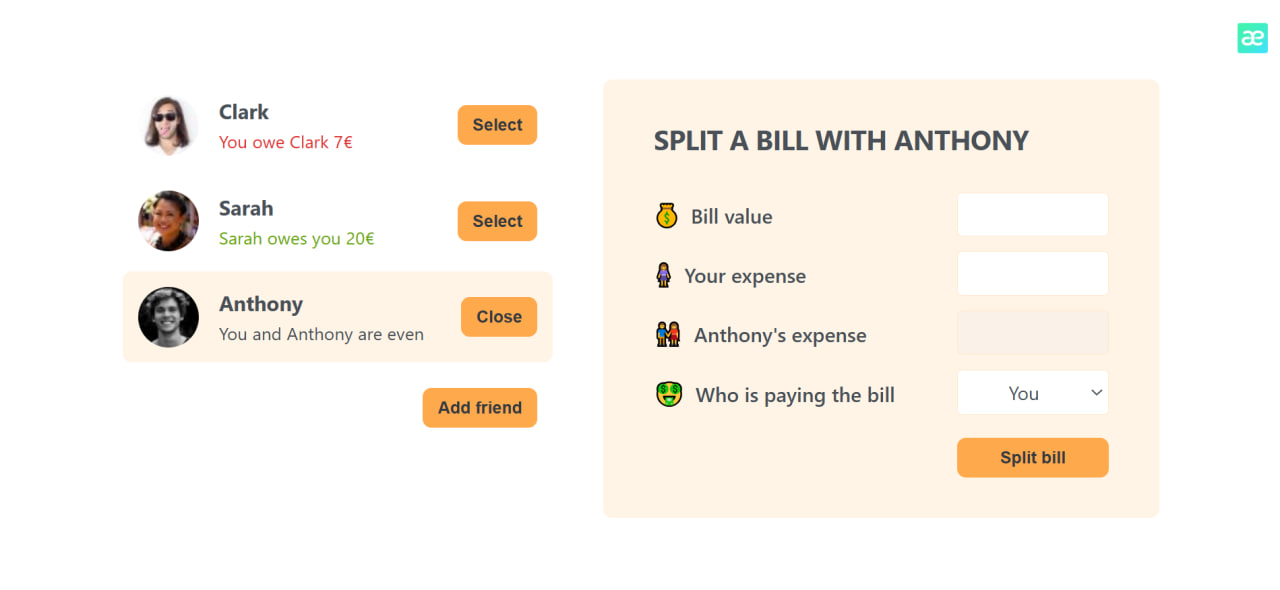 æ
Clark
You owe Clark 7€
Select
Sarah
Sarah owes you 20€
Select
Anthony
You and Anthony are even
Close
Add friend
SPLIT A BILL WITH ANTHONY
💰 Bill value
🧍‍♀️ Your expense
👫 Anthony's expense
🤑 Who is paying the bill
You
Split bill